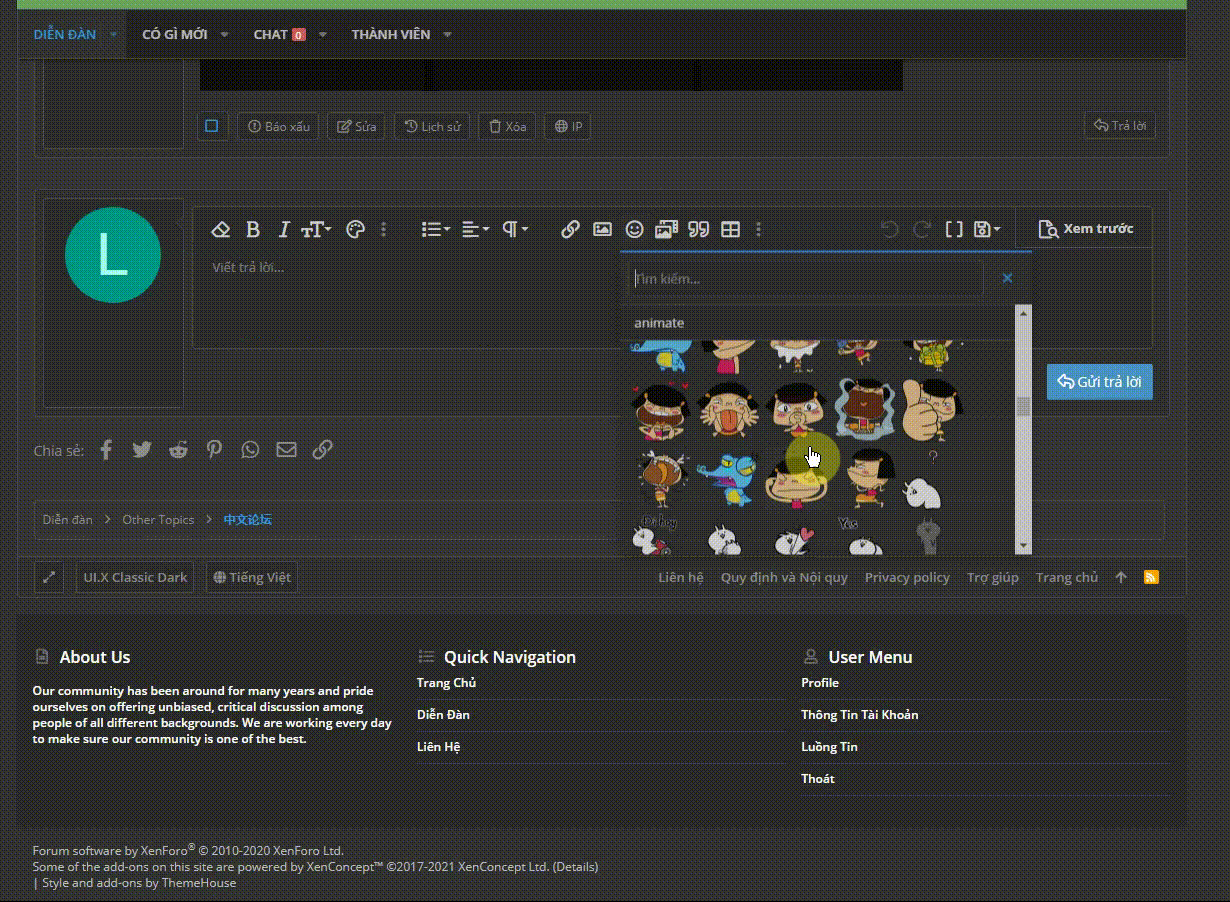 DIỄN ĐÀN CÓ GÌ MỚI CHAT 0 THÀNH VIÊN
Báo xấu Sửa Lịch sử Xóa IP Trả lời
L
Xem trước
Viết trả lời...
Tìm kiếm...
animate
Gửi trả lời
Chia sẻ:
Yes
Diễn đàn Other Topics 中文论坛
UI.X Classic Dark Tiếng Việt Liên hệ Quy định và Nội quy Privacy policy Trợ giúp Trang chủ
About Us
Our community has been around for many years and pride
ourselves on offering unbiased, critical discussion among
people of all different backgrounds. We are working every day
to make sure our community is one of the best.
Quick Navigation
Trang Chủ
Diễn Đàn
Liên Hệ
User Menu
Profile
Thông Tin Tài Khoản
Luồng Tin
Thoát
Forum software by XenForo® © 2010-2020 XenForo Ltd.
Some of the add-ons on this site are powered by XenConcept™ ©2017-2021 XenConcept Ltd. (Details)
| Style and add-ons by ThemeHouse